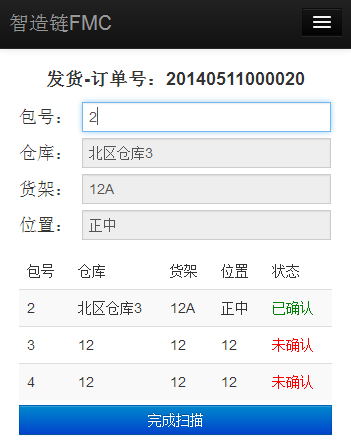 智造链FMC
发货-订单号：20140511000020
包号： 2
仓库： 北区仓库3
货架： 12A
位置： 正中
包号 仓库 货架 位置 状态
2 北区仓库3 12A 正中 已确认
3 12 12 12 未确认
4 12 12 12 未确认
完成扫描